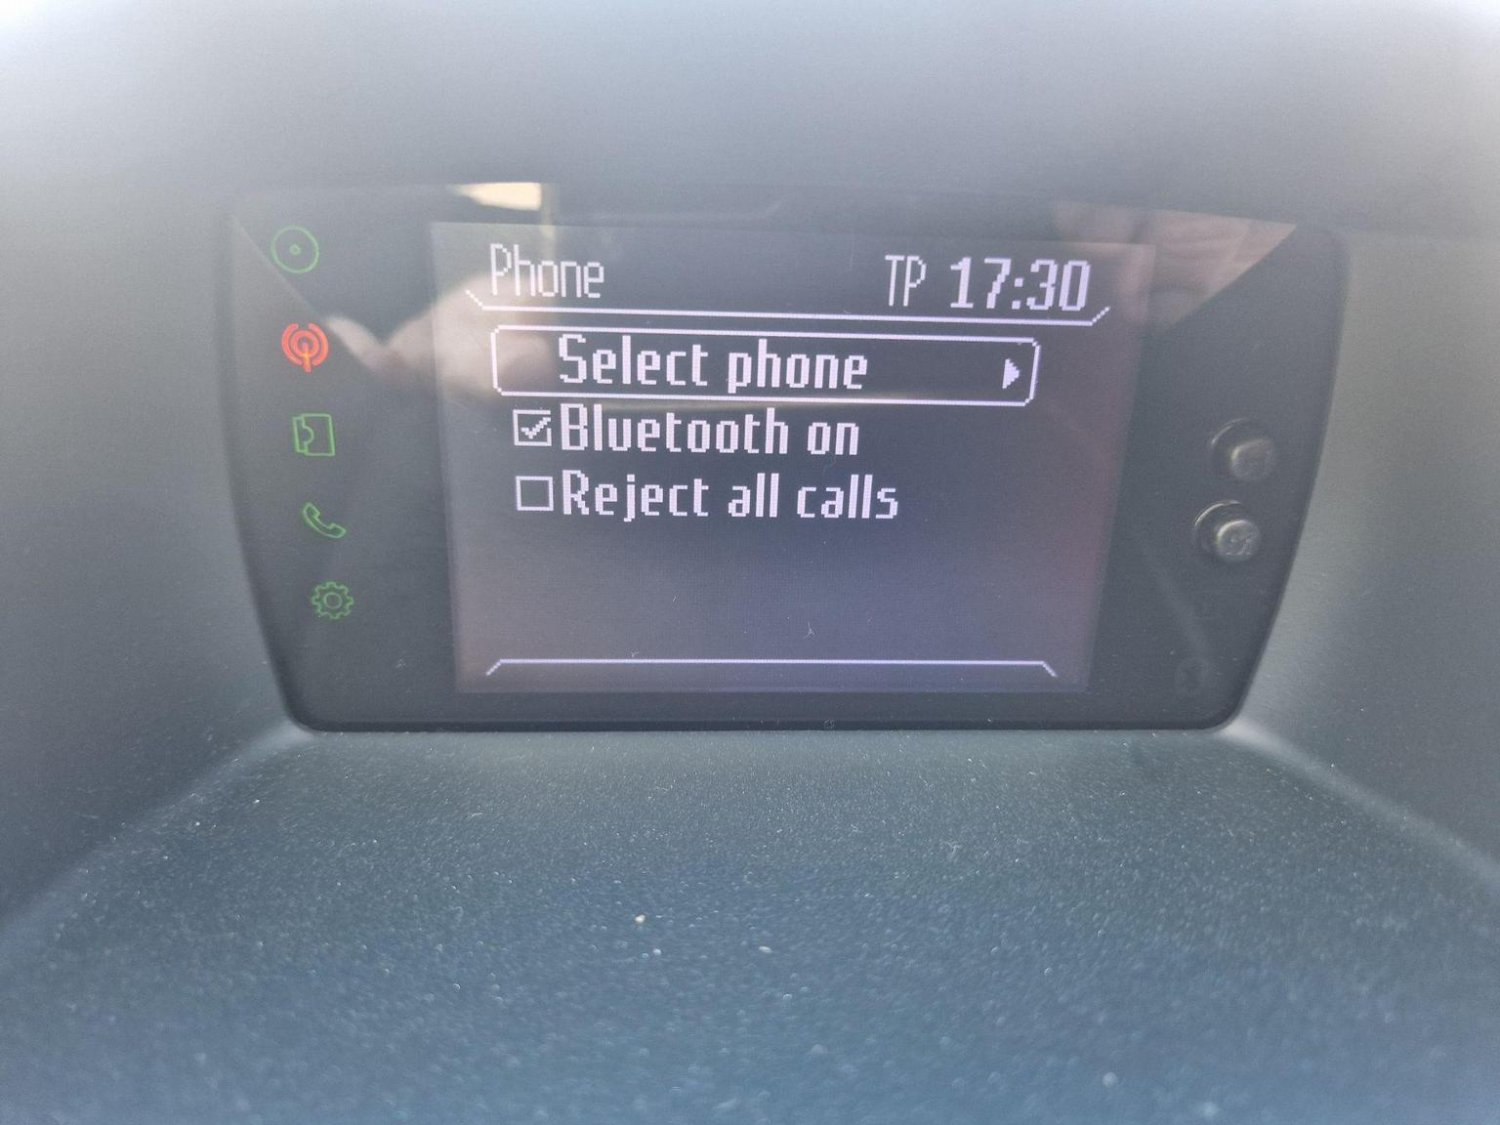 Phone TP 17:30
Select phone
Bluetooth on
Reject all calls